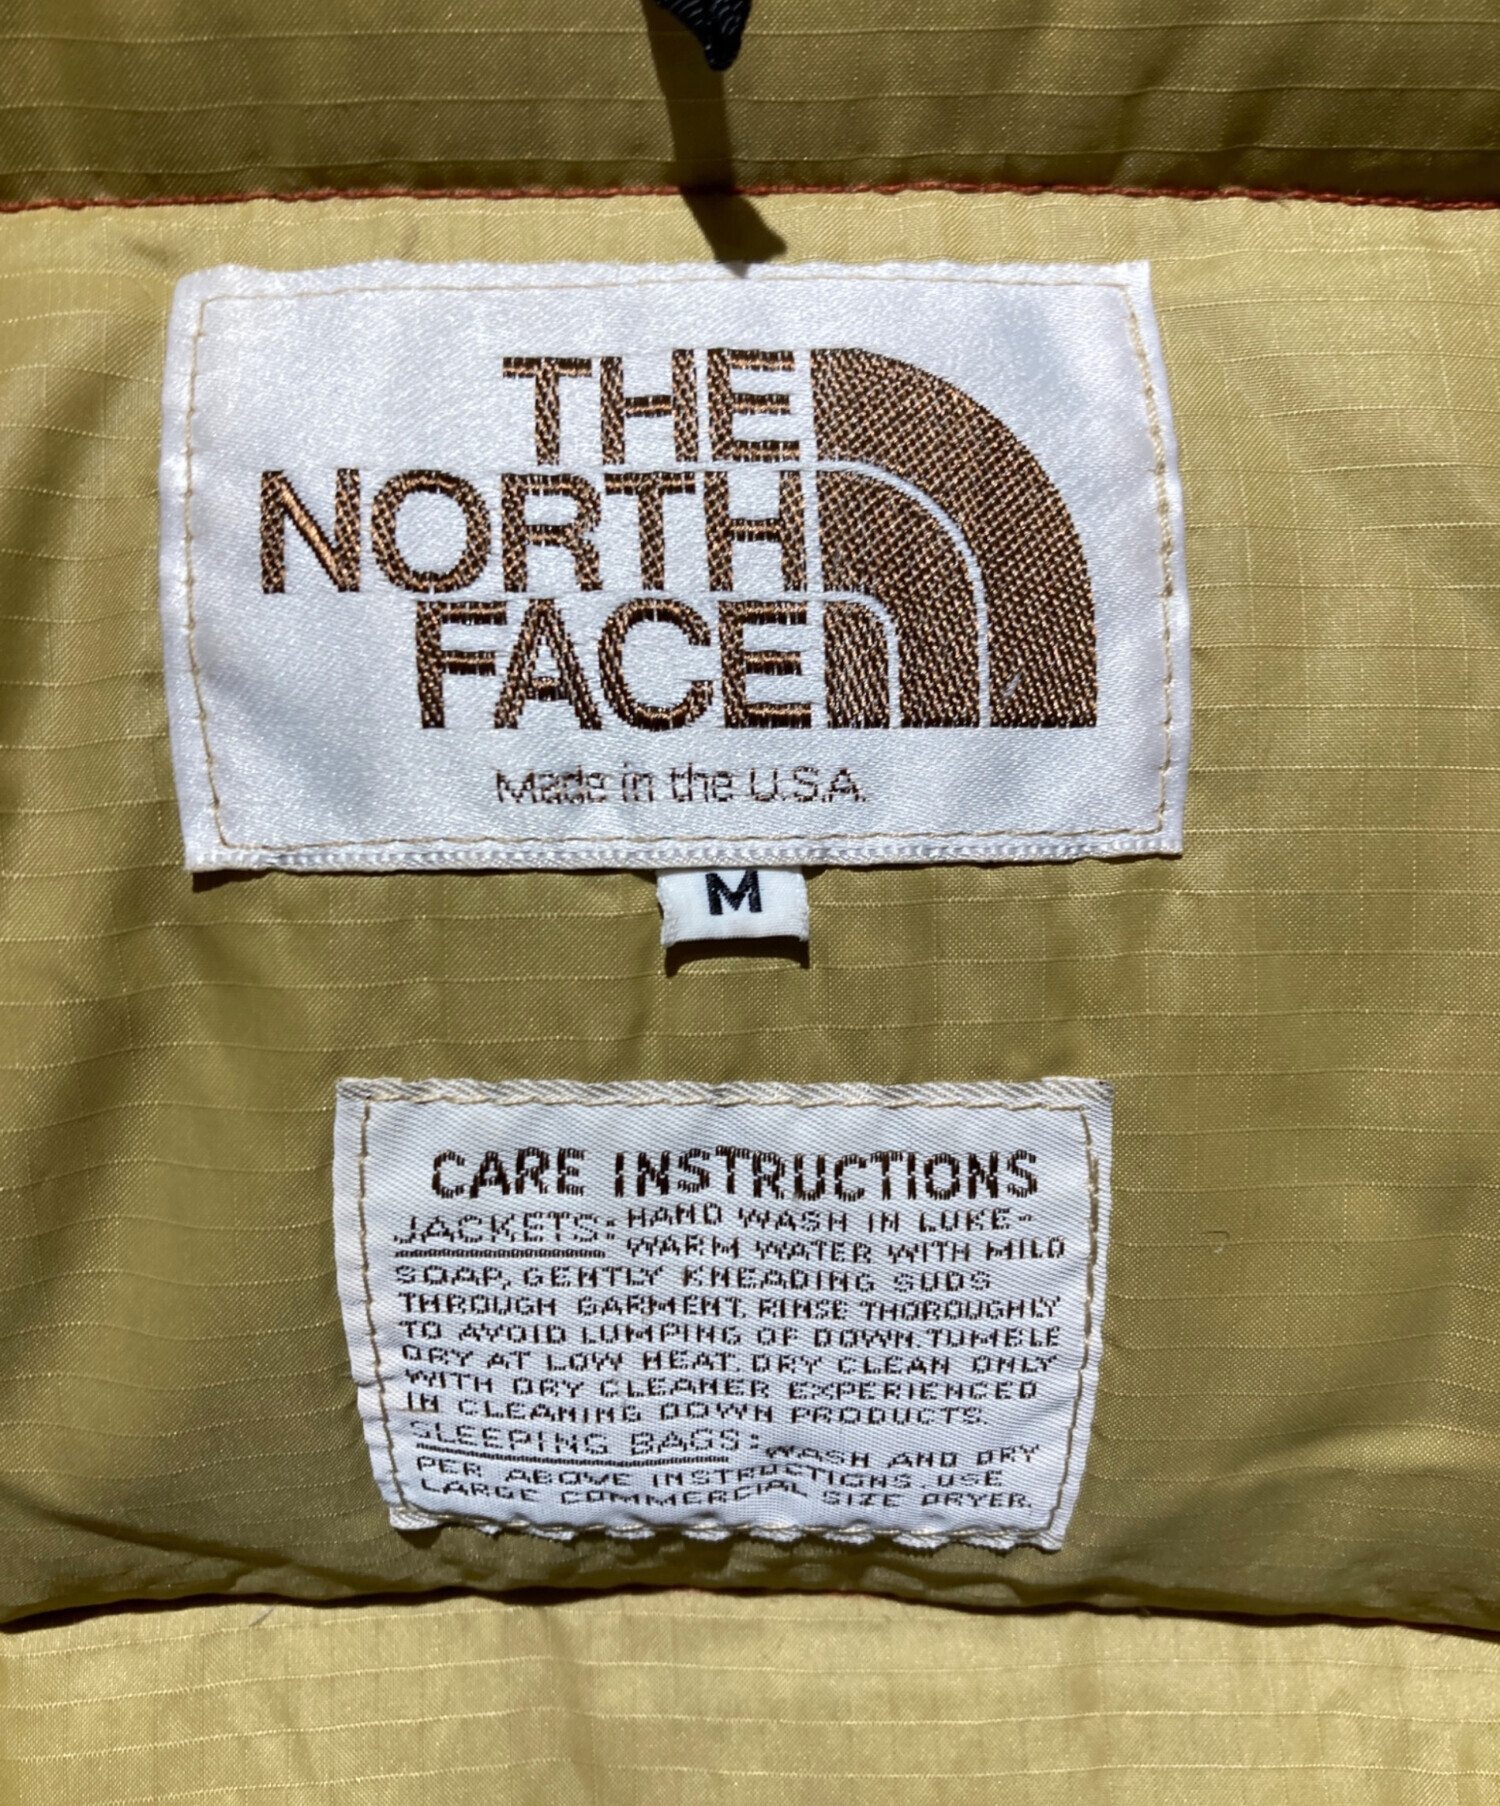 THE
NORTH
FACE
Made in the U.S.A.
M
CARE INSTRUCTIONS
JACKETS: HAND WASH IN LUKE-
WARM WATER WITH MILD
SOAP, GENTLY KNEADING SUDS
THROUGH GARMENT. RINSE THOROUGHLY
TO AVOID LUMPING OF DOWN. TUMBLE
DRY AT LOW HEAT. DRY CLEAN ONLY
WITH DRY CLEANER EXPERIENCED
IN CLEANING DOWN PRODUCTS.
SLEEPING BAGS: WASH AND DRY
PER ABOVE INSTRUCTIONS. USE
LARGE COMMERCIAL SIZE DRYER.